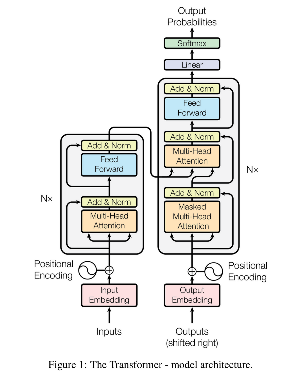 Output
Probabilities
Softmax
Linear
Add & Norm
Feed
Forward
Add & Norm
Multi-Head
Attention
Add & Norm
Masked
Multi-Head
Attention
Nx
Add & Norm
Feed
Forward
Add & Norm
Multi-Head
Attention
Nx
Positional
Encoding
Positional
Encoding
Input
Embedding
Output
Embedding
Inputs
Outputs
(shifted right)
Figure 1: The Transformer - model architecture.